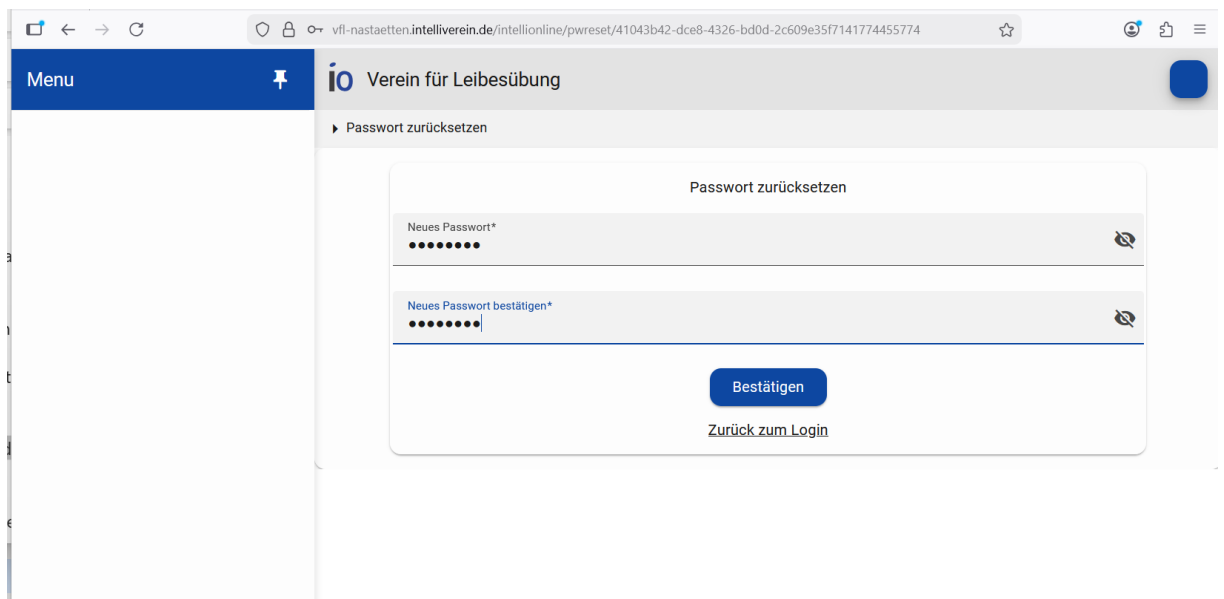 vfl-nastaetten.intelliverein.de/intellionline/pwreset/41043b42-dce8-4326-bd0d-2c609e35f7141774455774
Menu
io Verein für Leibesübung
Passwort zurücksetzen
Passwort zurücksetzen
Neues Passwort*
••••••••
Neues Passwort bestätigen*
••••••••
Bestätigen
Zurück zum Login